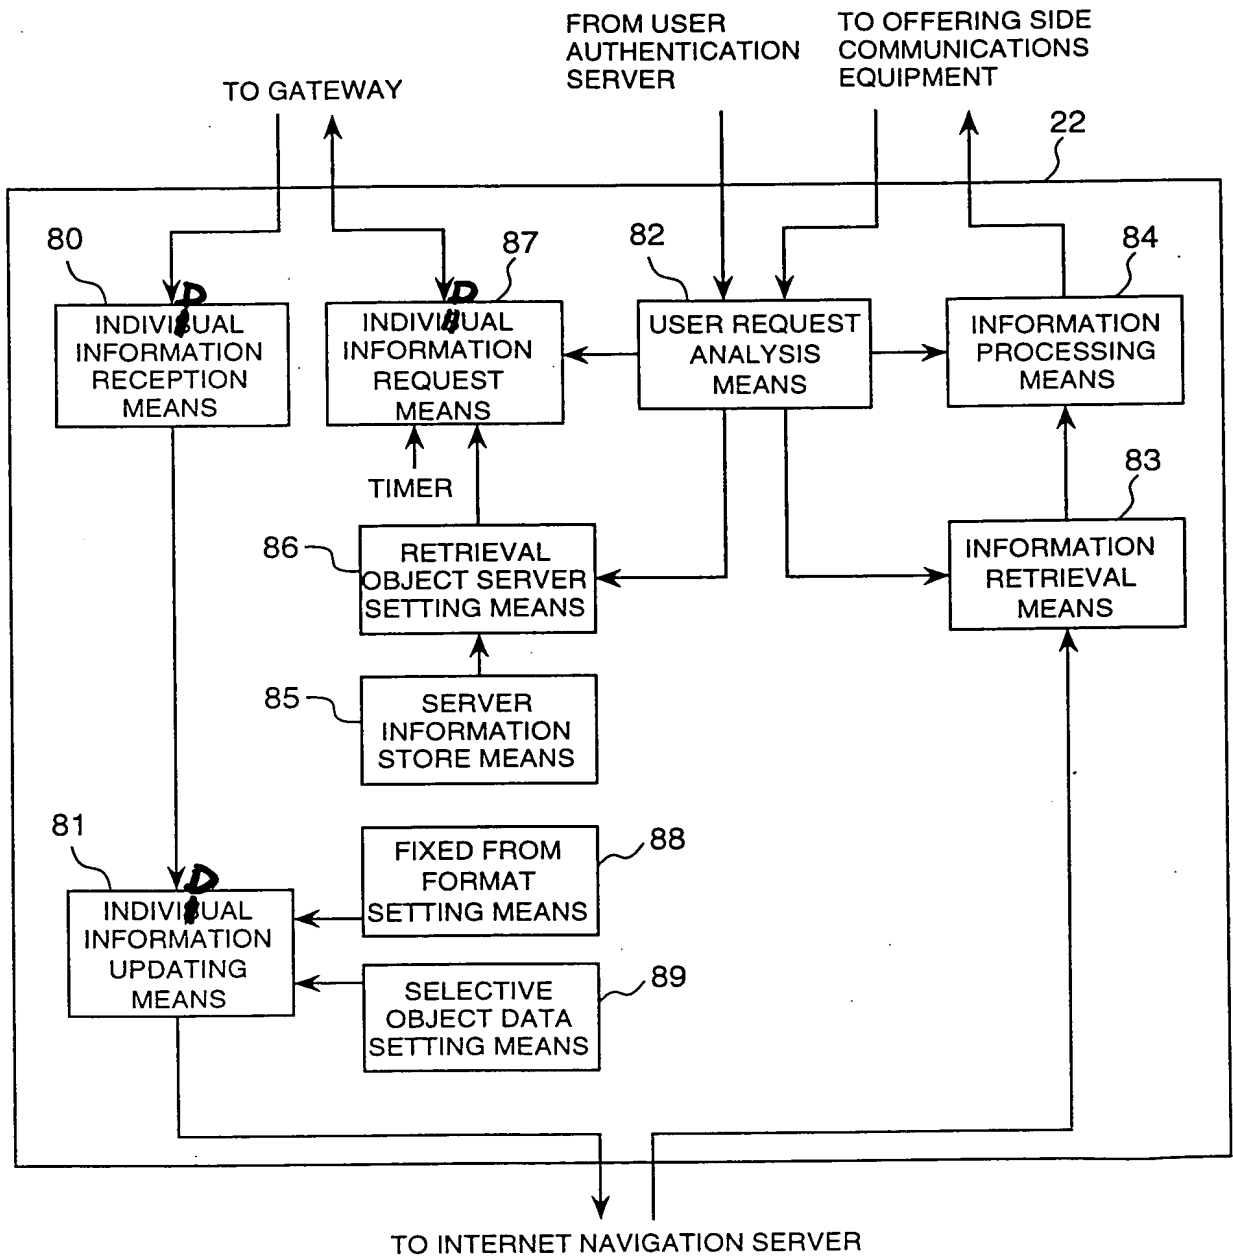 FROM USER
AUTHENTICATION
SERVER
TO OFFERING SIDE
COMMUNICATIONS
EQUIPMENT
TO GATEWAY
22
80
87
82
84
INDIVIDUAL
INFORMATION
RECEPTION
MEANS
INDIVIDUAL
INFORMATION
REQUEST
MEANS
USER REQUEST
ANALYSIS
MEANS
INFORMATION
PROCESSING
MEANS
TIMER
83
86
RETRIEVAL
OBJECT SERVER
SETTING MEANS
INFORMATION
RETRIEVAL
MEANS
85
SERVER
INFORMATION
STORE MEANS
81
88
INDIVIDUAL
INFORMATION
UPDATING
MEANS
FIXED FROM
FORMAT
SETTING MEANS
89
SELECTIVE
OBJECT DATA
SETTING MEANS
TO INTERNET NAVIGATION SERVER